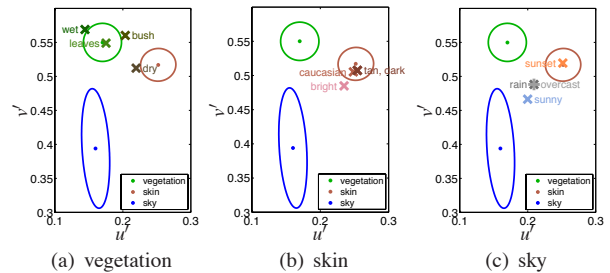 wet
bush
leaves
dry
0.55
0.5
0.45
0.4
0.35
0.3
v′
0.1
0.2
0.3
u′
vegetation
skin
sky
(a) vegetation
caucasian
tan, dark
bright
0.55
0.5
0.45
0.4
0.35
0.3
v′
0.1
0.2
0.3
u′
vegetation
skin
sky
(b) skin
sunset
rain
overcast
sunny
0.55
0.5
0.45
0.4
0.35
0.3
v′
0.1
0.2
0.3
u′
vegetation
skin
sky
(c) sky